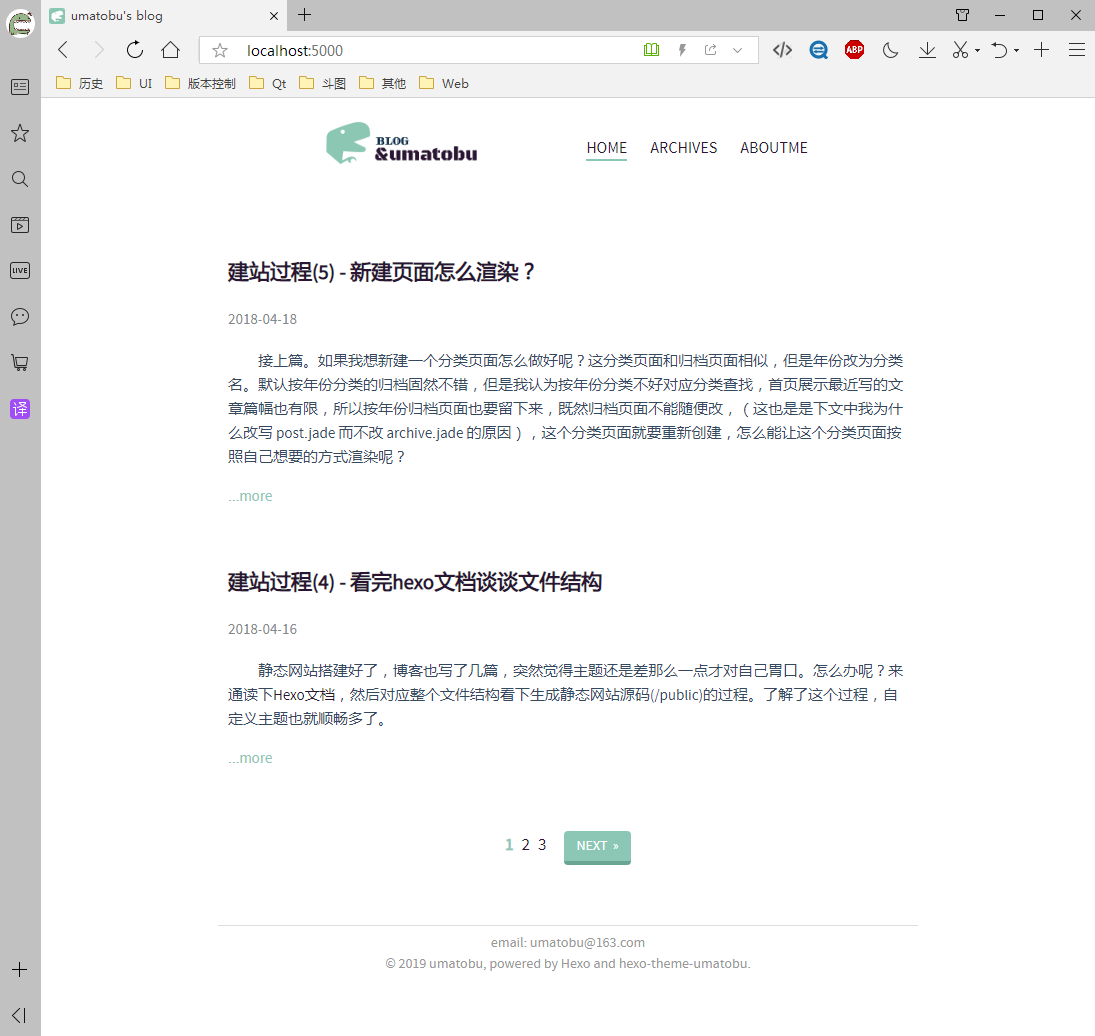 umatobu's blog
localhost:5000
ABP
历史 UI 版本控制 Qt 斗图 其他 Web
LIVE
译
BLOG
&umatobu
HOME ARCHIVES ABOUTME
建站过程(5) - 新建页面怎么渲染？
2018-04-18
接上篇。如果我想新建一个分类页面怎么做好呢？这分类页面和归档页面相似，但是年份改为分类
名。默认按年份分类的归档固然不错，但是我认为按年份分类不好对应分类查找，首页展示最近写的文
章篇幅也有限，所以按年份归档页面也要留下来，既然归档页面不能随便改，（这也是是下文中我为什
么改写 post.jade 而不改 archive.jade 的原因），这个分类页面就要重新创建，怎么能让这个分类页面按
照自己想要的方式渲染呢？
...more
建站过程(4) - 看完hexo文档谈谈文件结构
2018-04-16
静态网站搭建好了，博客也写了几篇，突然觉得主题还是差那么一点才对自己胃口。怎么办呢？来
通读下Hexo文档，然后对应整个文件结构看下生成静态网站源码(/public)的过程。了解了这个过程，自
定义主题也就顺畅多了。
...more
1 2 3 NEXT »
email: umatobu@163.com
© 2019 umatobu, powered by Hexo and hexo-theme-umatobu.